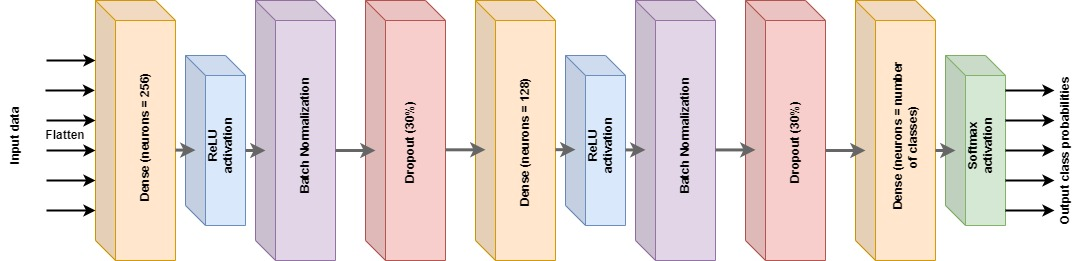 Input data
Flatten
Dense (neurons = 256)
ReLU
activation
Batch Normalization
Dropout (30%)
Dense (neurons = 128)
ReLU
activation
Batch Normalization
Dropout (30%)
Dense (neurons = number
of classes)
Softmax
activation
Output class probabilities